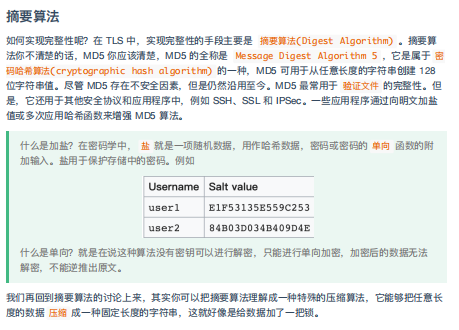 摘要算法
如何实现完整性呢？在 TLS 中，实现完整性的手段主要是 摘要算法(Digest Algorithm) 。摘要算
法你不清楚的话，MD5 你应该清楚，MD5 的全称是 Message Digest Algorithm 5 ，它是属于 密
码哈希算法(cryptographic hash algorithm) 的一种，MD5 可用于从任意长度的字符串创建 128
位字符串值。尽管 MD5 存在不安全因素，但是仍然沿用至今。MD5 最常用于 验证文件 的完整性。但
是，它还用于其他安全协议和应用程序中，例如 SSH、SSL 和 IPSec。一些应用程序通过向明文加盐
值或多次应用哈希函数来增强 MD5 算法。
什么是加盐？在密码学中， 盐 就是一项随机数据，用作哈希数据，密码或密码的 单向 函数的附
加输入。盐用于保护存储中的密码。例如
Username Salt value
user1 E1F53135E559C253
user2 84B03D034B409D4E
什么是单向？就是在说这种算法没有密钥可以进行解密，只能进行单向加密，加密后的数据无法
解密，不能逆推出原文。
我们再回到摘要算法的讨论上来，其实你可以把摘要算法理解成一种特殊的压缩算法，它能够把任意长
度的数据 压缩 成一种固定长度的字符串，这就好像是给数据加了一把锁。